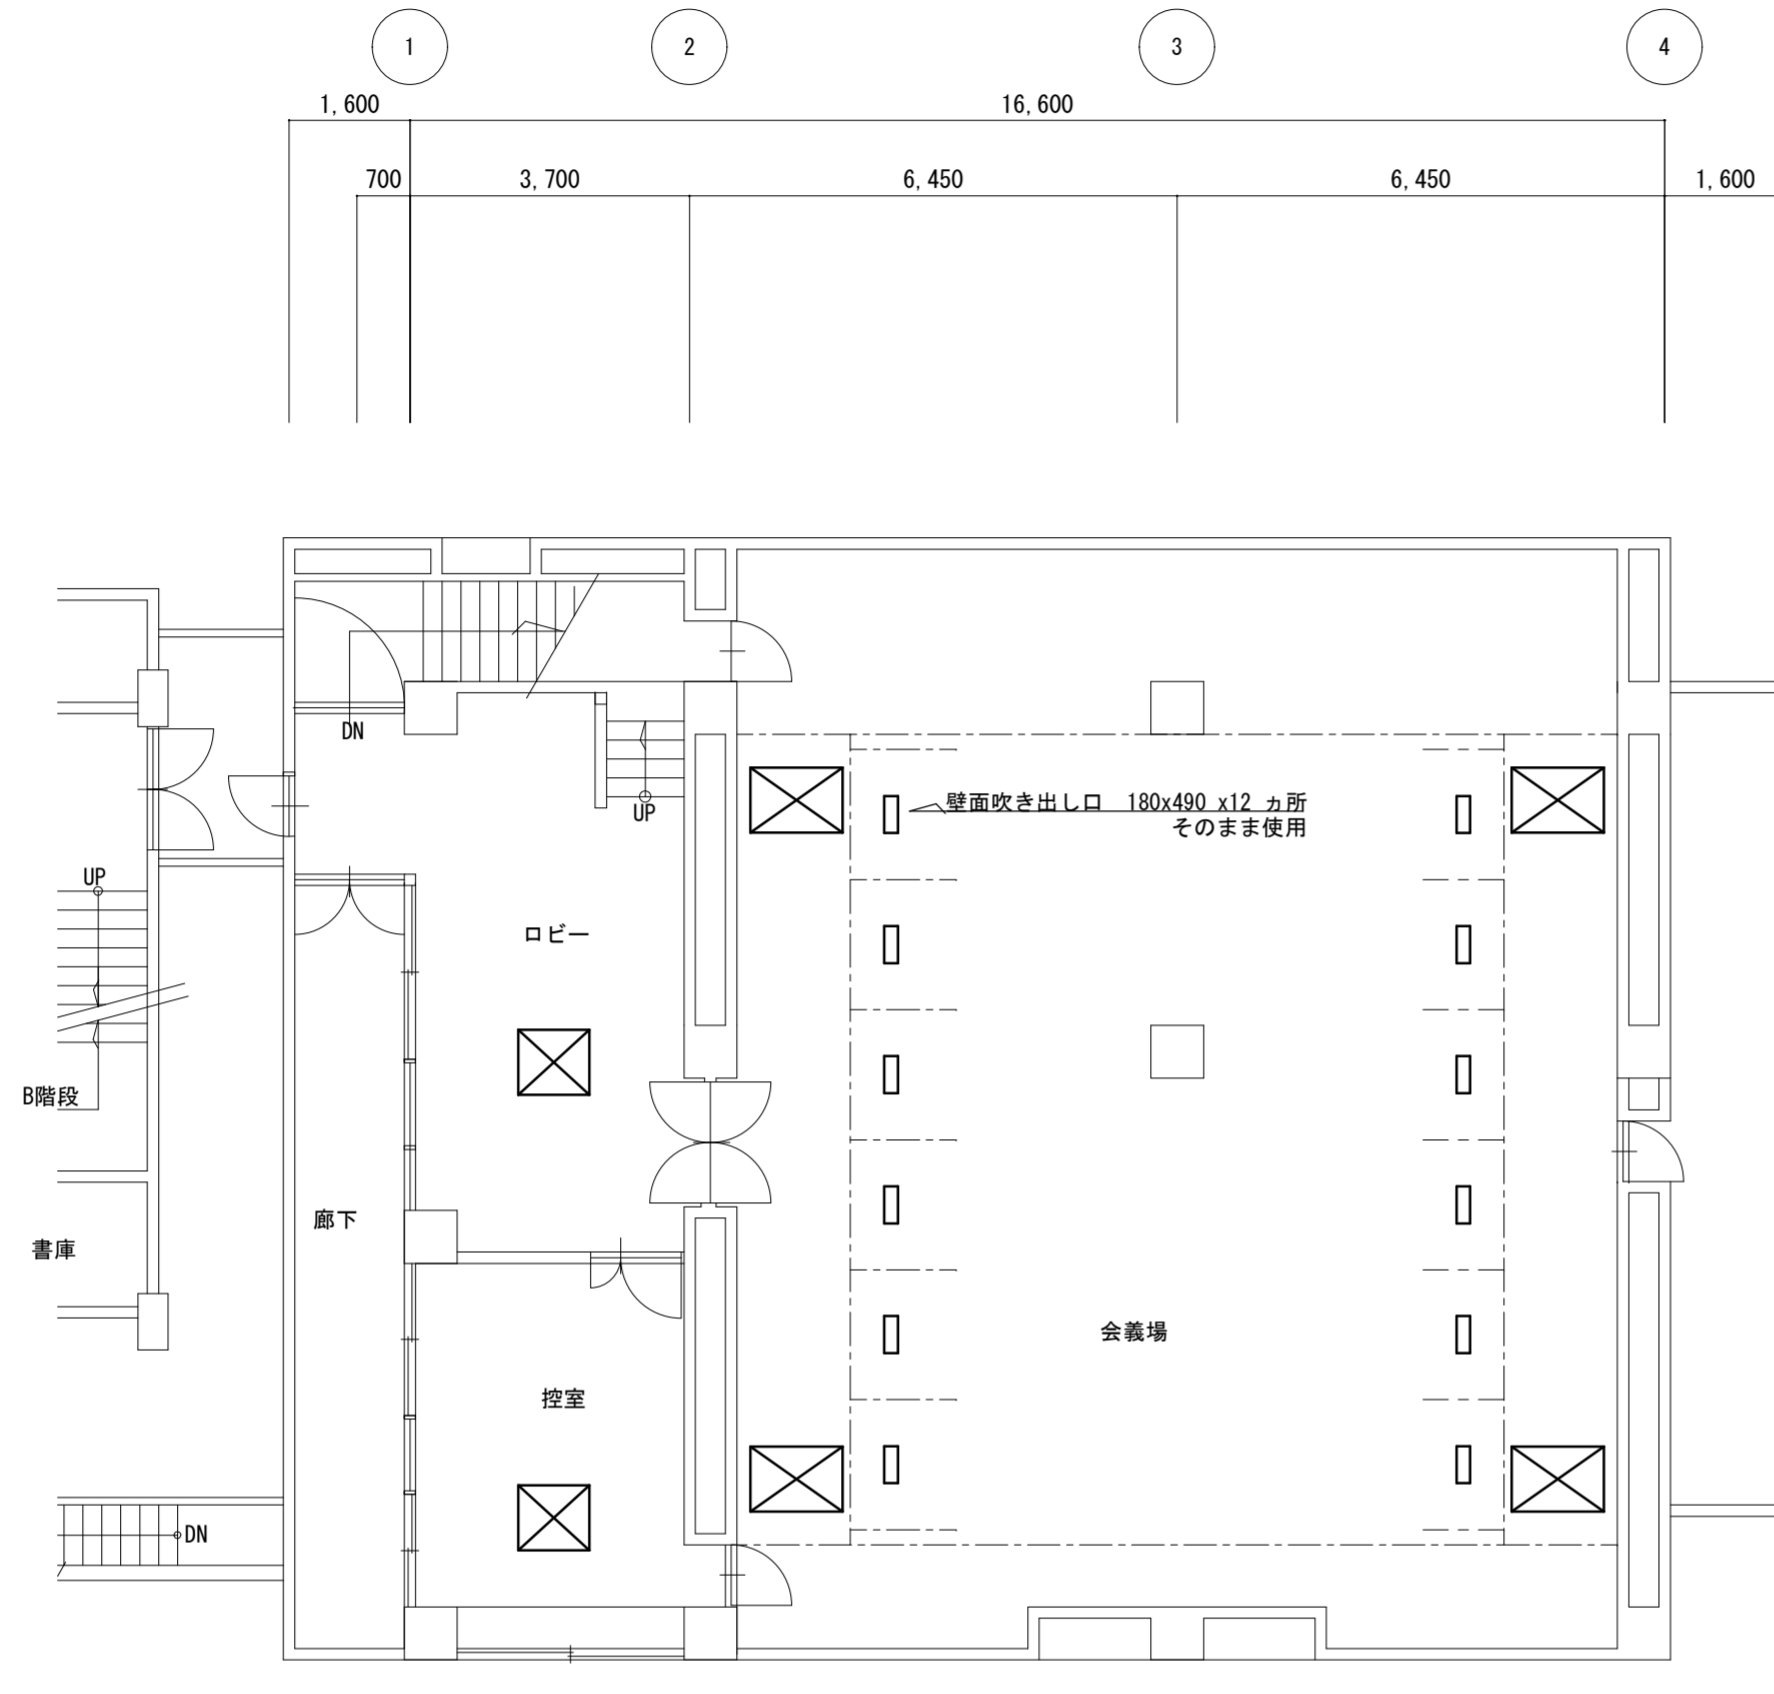 1
2
3
4
1,600
16,600
700
3,700
6,450
6,450
1,600
DN
UP
壁面吹き出し口 180x490 x12 ヵ所
そのまま使用
UP
ロビー
B階段
廊下
書庫
会義場
控室
DN